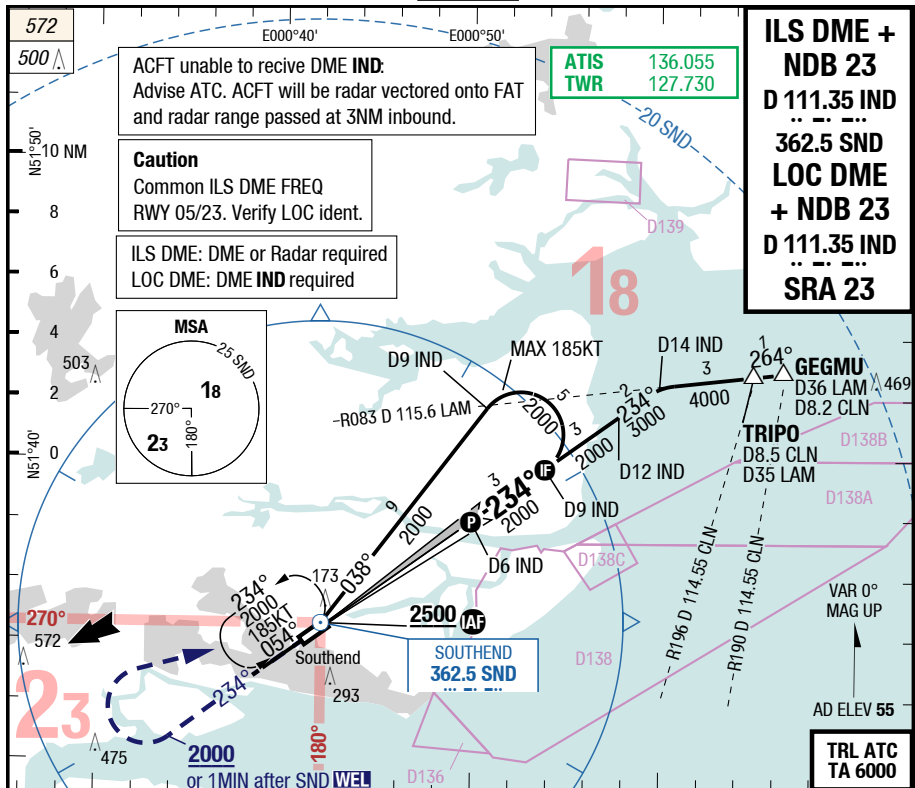 572
500
E000°40'
E000°50'
ACFT unable to recive DME IND:
Advise ATC. ACFT will be radar vectored onto FAT
and radar range passed at 3NM inbound.
ATIS 136.055
TWR 127.730
ILS DME +
NDB 23
D 111.35 IND
362.5 SND
LOC DME
+ NDB 23
D 111.35 IND
SRA 23
Caution
Common ILS DME FREQ
RWY 05/23. Verify LOC ident.
ILS DME: DME or Radar required
LOC DME: DME IND required
N51°50'
10 NM
8
6
4
2
0
N51°40'
20 SND
D139
18
MSA
25 SND
18
270°
180°
23
503
D9 IND
MAX 185KT
D14 IND
R083 D 115.6 LAM
5
2000
2
234°
3000
3
4000
1
264°
GEGMU
D36 LAM
D8.2 CLN
469
TRIPO
D8.5 CLN
D35 LAM
D138B
D138A
3
2000
D12 IND
IF
D9 IND
3
234°
2000
P
D6 IND
9
2000
038°
D138C
R196 D 114.55 CLN
R190 D 114.55 CLN
VAR 0°
MAG UP
AD ELEV 55
173
234°
2000
185KT
054°
2500
IAF
270°
572
Southend
SOUTHEND
362.5 SND
D138
293
234°
23
475
2000
or 1MIN after SND WEL
180°
D136
TRL ATC
TA 6000